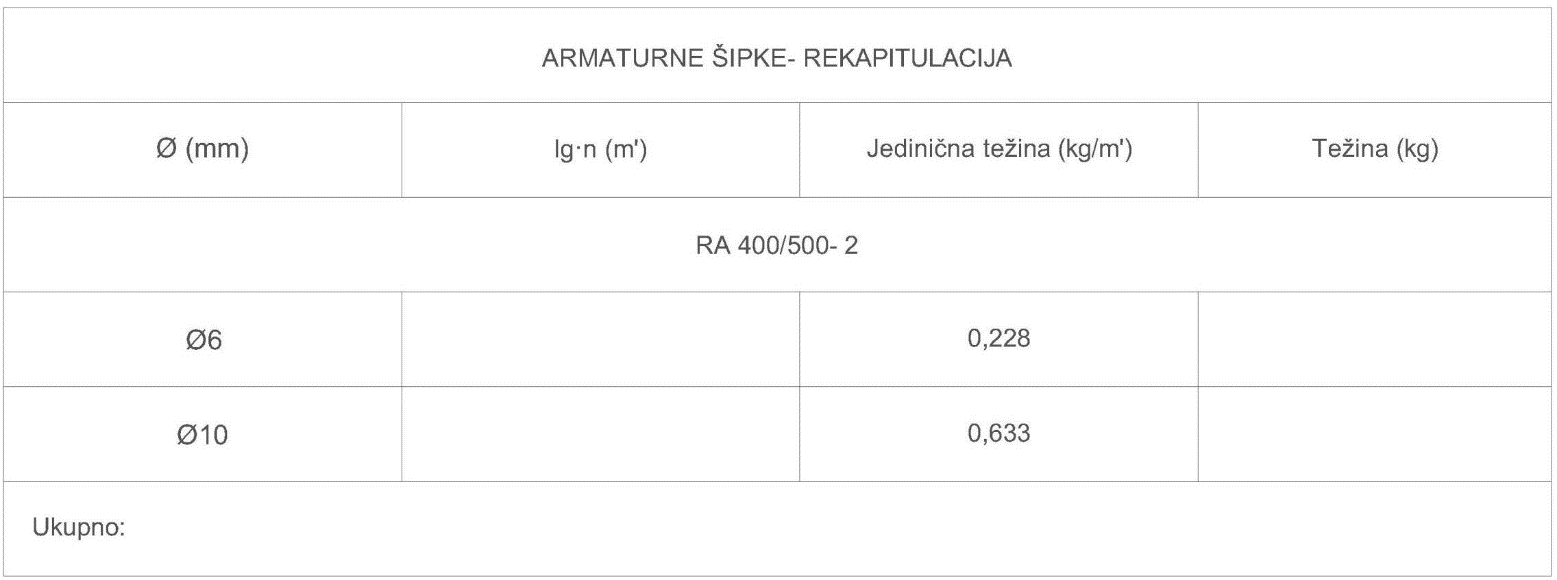 ARMATURNE ŠIPKE- REKAPITULACIJA
Ø (mm) lg·n (m') Jedinična težina (kg/m') Težina (kg)
RA 400/500- 2
Ø6 0,228
Ø10 0,633
Ukupno: